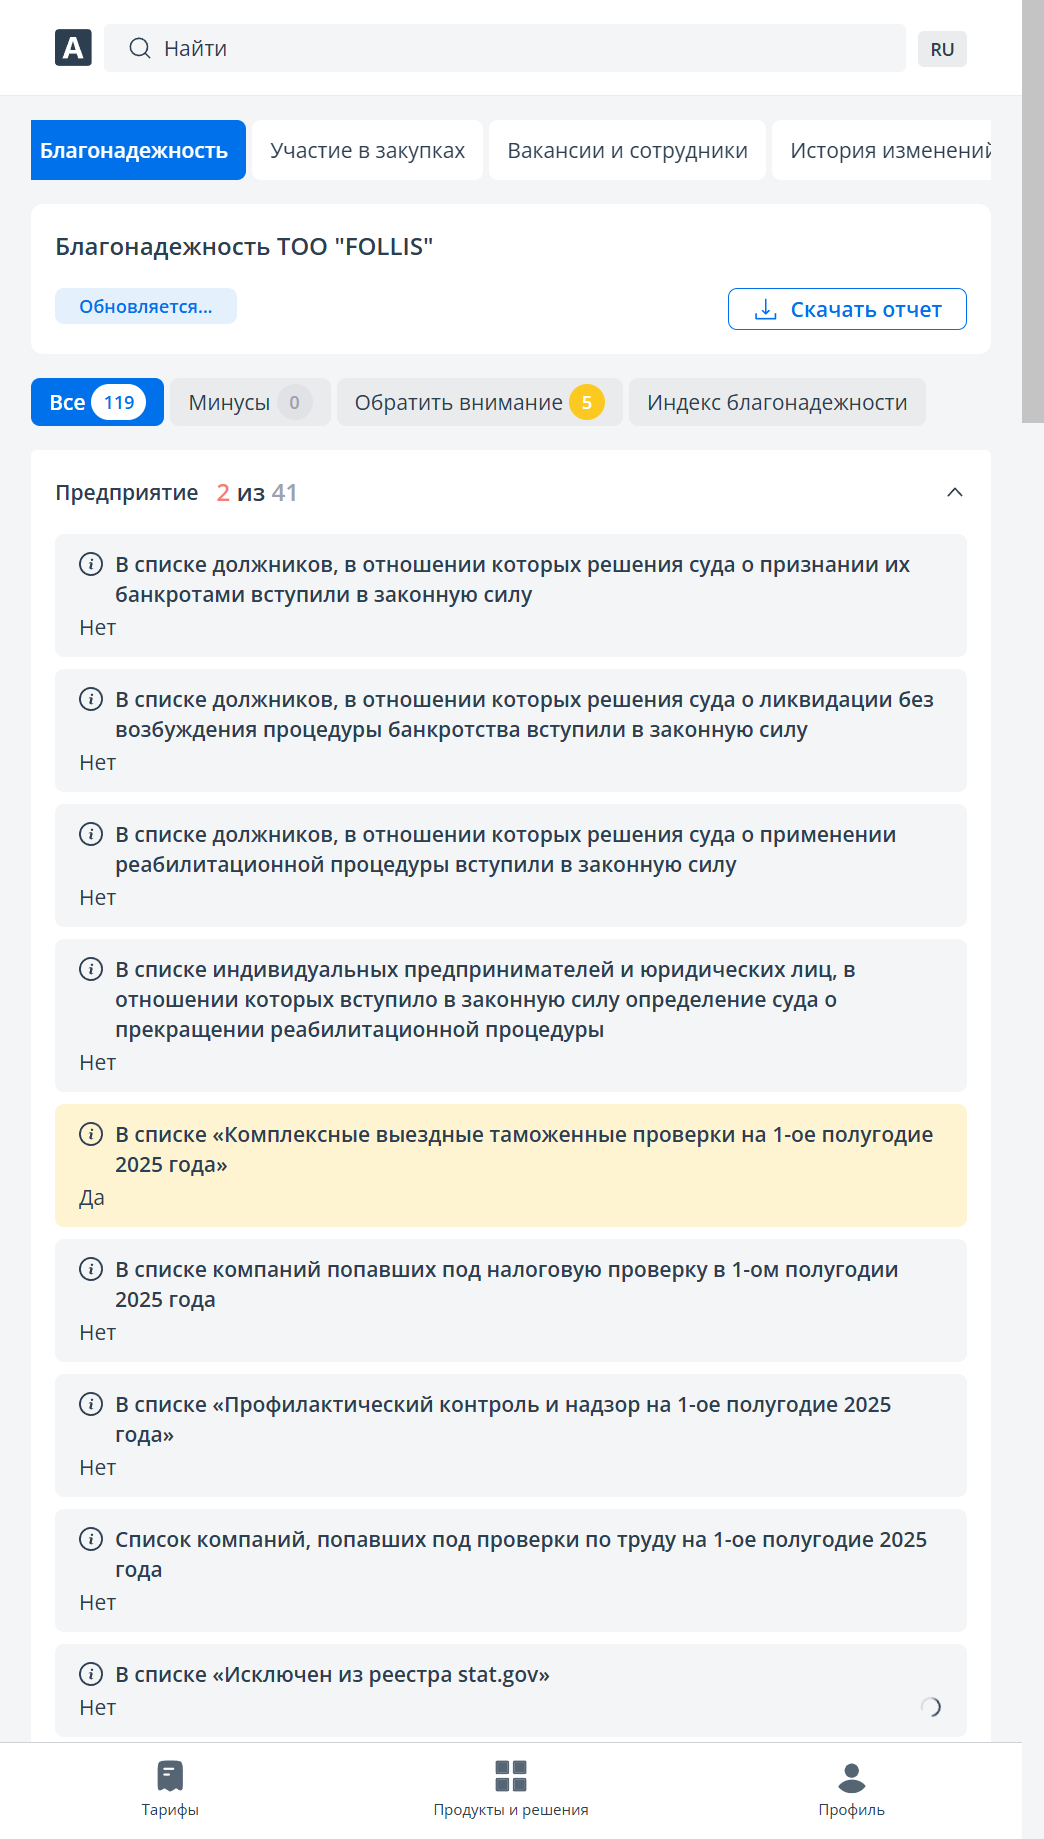 A
Найти
RU
Благонадежность
Участие в закупках
Вакансии и сотрудники
История изменений
Благонадежность ТОО "FOLLIS"
Обновляется...
Скачать отчет
Все 119
Минусы 0
Обратить внимание 5
Индекс благонадежности
Предприятие 2 из 41
В списке должников, в отношении которых решения суда о признании их
банкротами вступили в законную силу
Нет
В списке должников, в отношении которых решения суда о ликвидации без
возбуждения процедуры банкротства вступили в законную силу
Нет
В списке должников, в отношении которых решения суда о применении
реабилитационной процедуры вступили в законную силу
Нет
В списке индивидуальных предпринимателей и юридических лиц, в
отношении которых вступило в законную силу определение суда о
прекращении реабилитационной процедуры
Нет
В списке «Комплексные выездные таможенные проверки на 1-ое полугодие
2025 года»
Да
В списке компаний попавших под налоговую проверку в 1-ом полугодии
2025 года
Нет
В списке «Профилактический контроль и надзор на 1-ое полугодие 2025
года»
Нет
Список компаний, попавших под проверки по труду на 1-ое полугодие 2025
года
Нет
В списке «Исключен из реестра stat.gov»
Нет
Тарифы
Продукты и решения
Профиль